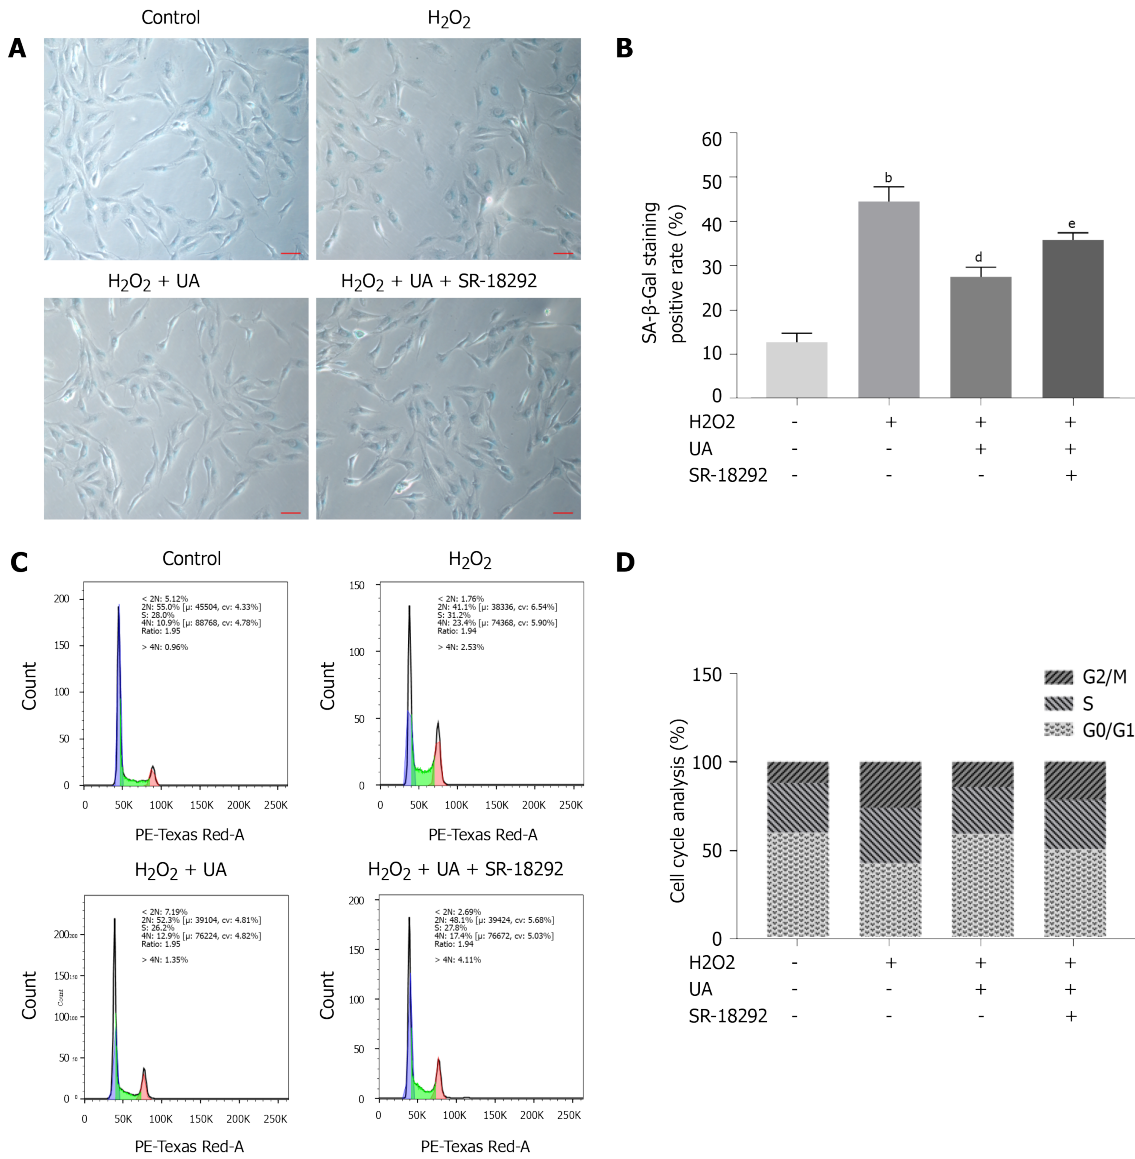 Control
H2O2
A
H2O2 + UA
H2O2 + UA + SR-18292
B
60
50
40
30
20
10
0
SA-β-Gal staining
positive rate (%)
b
d
e
H2O2 - + + +
UA - - + +
SR-18292 - - - +
C
Control
200
150
100
50
0
Count
< 2N: 5.12%
2N: 55.0% [μ: 45504, cv: 4.33%]
S: 28.0%
4N: 10.9% [μ: 88768, cv: 4.78%]
Ratio: 1.95
> 4N: 0.96%
0 50K 100K 150K 200K 250K
PE-Texas Red-A
H2O2
150
100
50
0
Count
< 2N: 1.76%
2N: 41.1% [μ: 38336, cv: 6.54%]
S: 31.2%
4N: 23.4% [μ: 74368, cv: 5.90%]
Ratio: 1.94
> 4N: 2.53%
0 50K 100K 150K 200K 250K
PE-Texas Red-A
H2O2 + UA
200
150
100
50
0
Count
Count
200
150
100
50
0
< 2N: 7.19%
2N: 52.3% [μ: 39104, cv: 4.81%]
S: 26.2%
4N: 12.9% [μ: 76224, cv: 4.82%]
Ratio: 1.95
> 4N: 1.35%
0 50K 100K 150K 200K 250K
PE-Texas Red-A
H2O2 + UA + SR-18292
200
150
100
50
0
Count
< 2N: 2.69%
2N: 48.1% [μ: 39424, cv: 5.68%]
S: 27.8%
4N: 17.4% [μ: 76672, cv: 5.03%]
Ratio: 1.94
> 4N: 4.11%
0 50K 100K 150K 200K 250K
PE-Texas Red-A
D
150
100
50
0
Cell cycle analysis (%)
G2/M
S
G0/G1
H2O2 - + + +
UA - - + +
SR-18292 - - - +